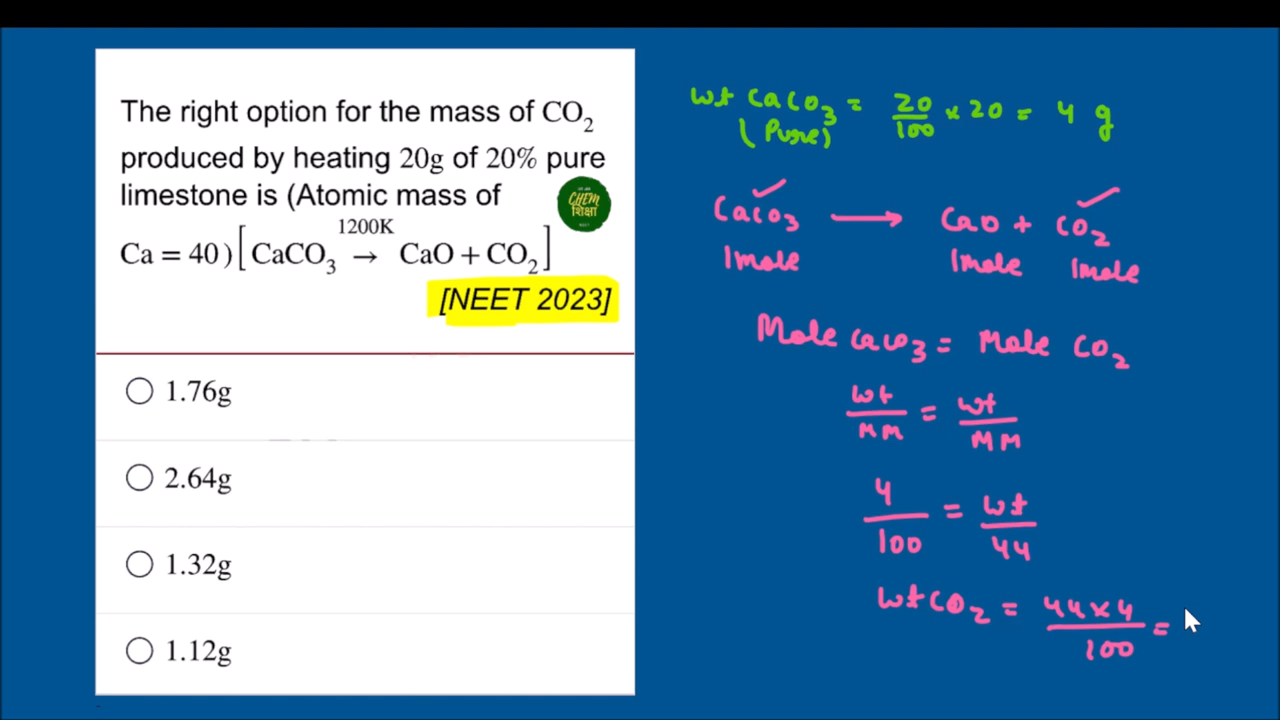 The right option for the mass of CO₂
produced by heating 20g of 20% pure
limestone is (Atomic mass of
CHEM
शिक्षा
Ca = 40) [CaCO₃ 1200K → CaO + CO₂]
[NEET 2023]
1.76g
2.64g
1.32g
1.12g
wt CaCO₃ = 20/100 × 20 = 4 g
(Pure)
CaCO₃ → CaO + CO₂
1mole 1mole 1mole
Mole CaCO₃ = Mole CO₂
wt/MM = wt/MM
4/100 = wt/44
wt CO₂ = 44×4/100 =